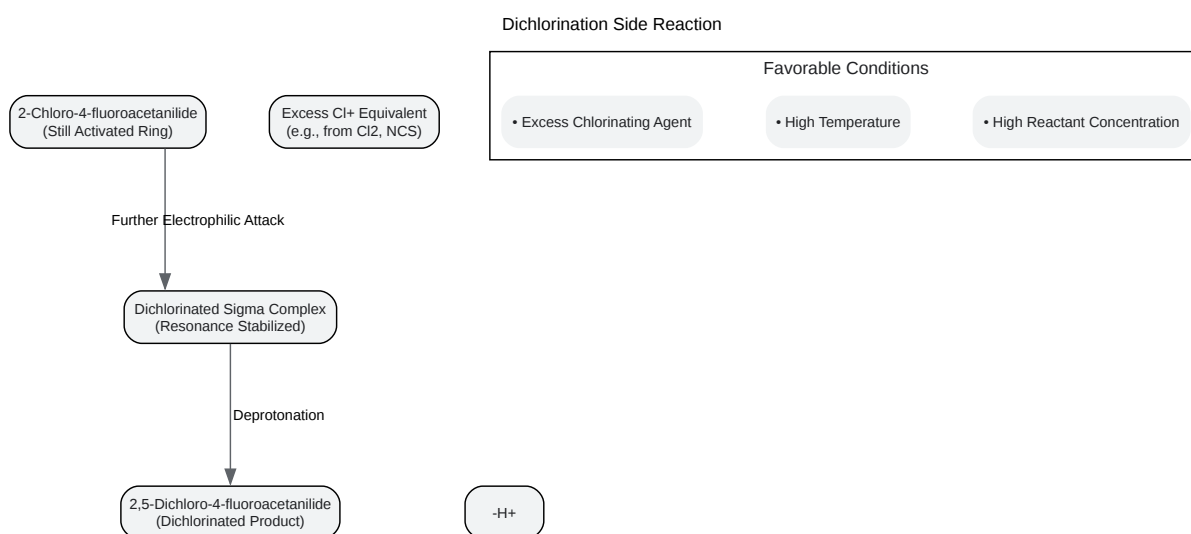 Dichlorination Side Reaction
Favorable Conditions
2-Chloro-4-fluoroacetanilide
(Still Activated Ring)
Excess Cl+ Equivalent
(e.g., from Cl2, NCS)
• Excess Chlorinating Agent
• High Temperature
• High Reactant Concentration
Further Electrophilic Attack
Dichlorinated Sigma Complex
(Resonance Stabilized)
Deprotonation
2,5-Dichloro-4-fluoroacetanilide
(Dichlorinated Product)
-H+